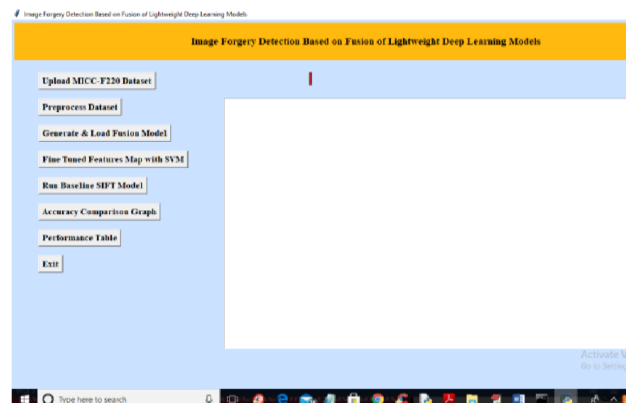 Image Forgery Detection Based on Fusion of Lightweight Deep Learning Models
Image Forgery Detection Based on Fusion of Lightweight Deep Learning Models
Upload MICC-F220 Dataset
Preprocess Dataset
Generate & Load Fusion Model
Fine Tuned Features Map with SVM
Run Baseline SIFT Model
Accuracy Comparison Graph
Performance Table
Exit
Activate
Go to
Type here to search